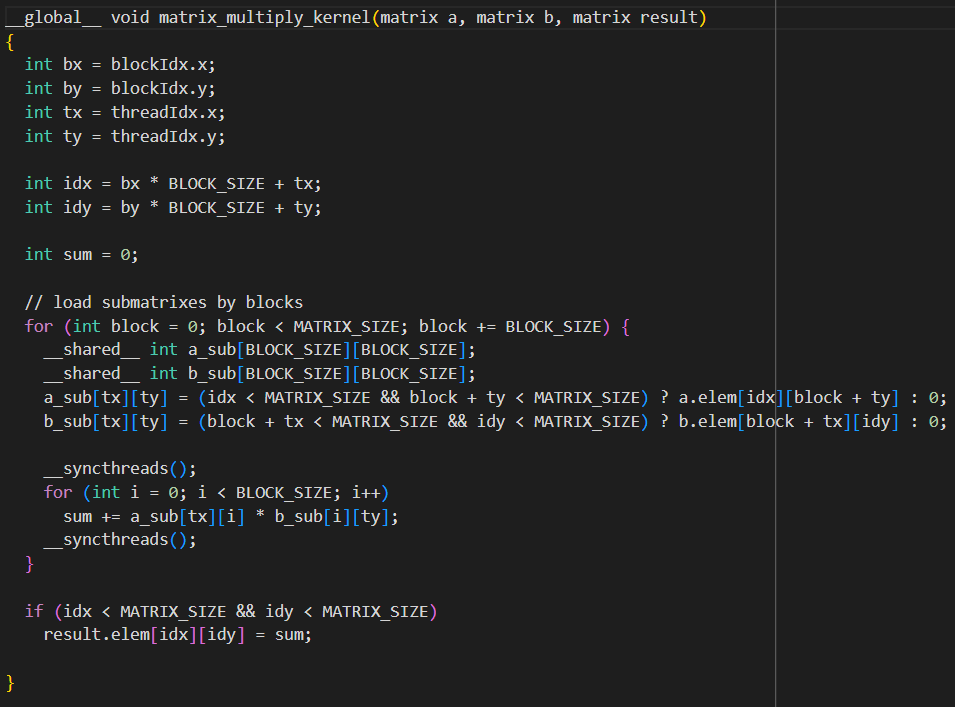 __global__ void matrix_multiply_kernel(matrix a, matrix b, matrix result)
{
  int bx = blockIdx.x;
  int by = blockIdx.y;
  int tx = threadIdx.x;
  int ty = threadIdx.y;

  int idx = bx * BLOCK_SIZE + tx;
  int idy = by * BLOCK_SIZE + ty;

  int sum = 0;

  // load submatrixes by blocks
  for (int block = 0; block < MATRIX_SIZE; block += BLOCK_SIZE) {
    __shared__ int a_sub[BLOCK_SIZE][BLOCK_SIZE];
    __shared__ int b_sub[BLOCK_SIZE][BLOCK_SIZE];
    a_sub[tx][ty] = (idx < MATRIX_SIZE && block + ty < MATRIX_SIZE) ? a.elem[idx][block + ty] : 0;
    b_sub[tx][ty] = (block + tx < MATRIX_SIZE && idy < MATRIX_SIZE) ? b.elem[block + tx][idy] : 0;

    __syncthreads();
    for (int i = 0; i < BLOCK_SIZE; i++)
      sum += a_sub[tx][i] * b_sub[i][ty];
    __syncthreads();
  }

  if (idx < MATRIX_SIZE && idy < MATRIX_SIZE)
    result.elem[idx][idy] = sum;

}